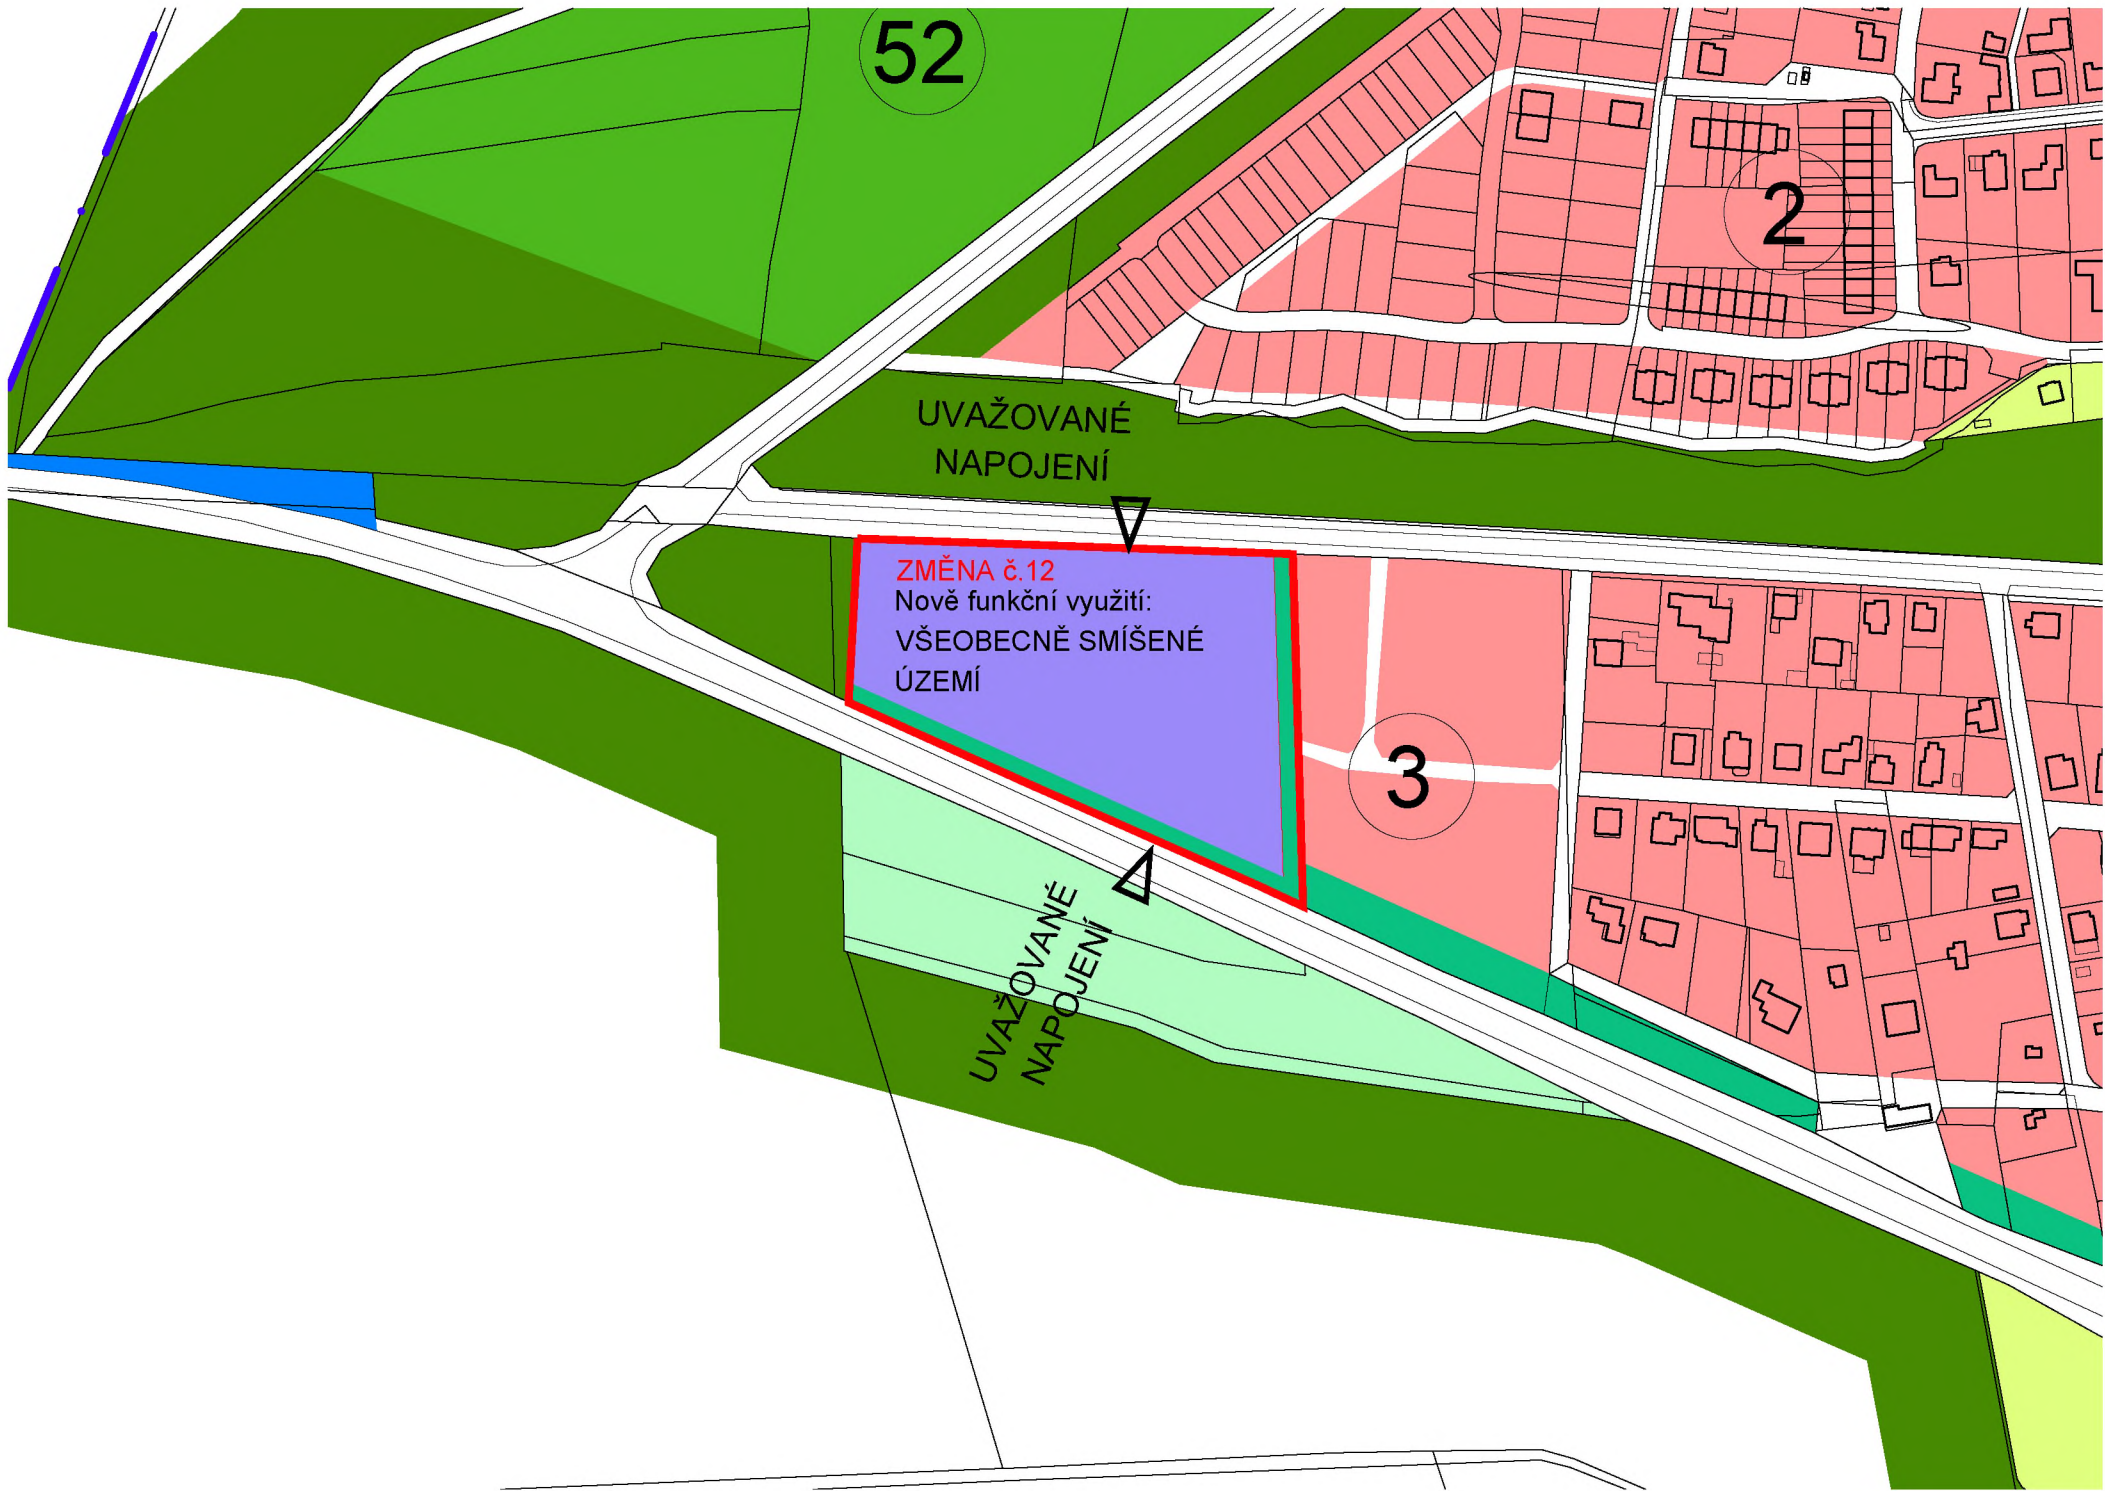 52
2
UVAŽOVANÉ
NAPOJENÍ
ZMĚNA č.12
Nově funkční využití:
VŠEOBECNĚ SMÍŠENÉ
ÚZEMÍ
3
UVAŽOVANÉ
NAPOJENÍ